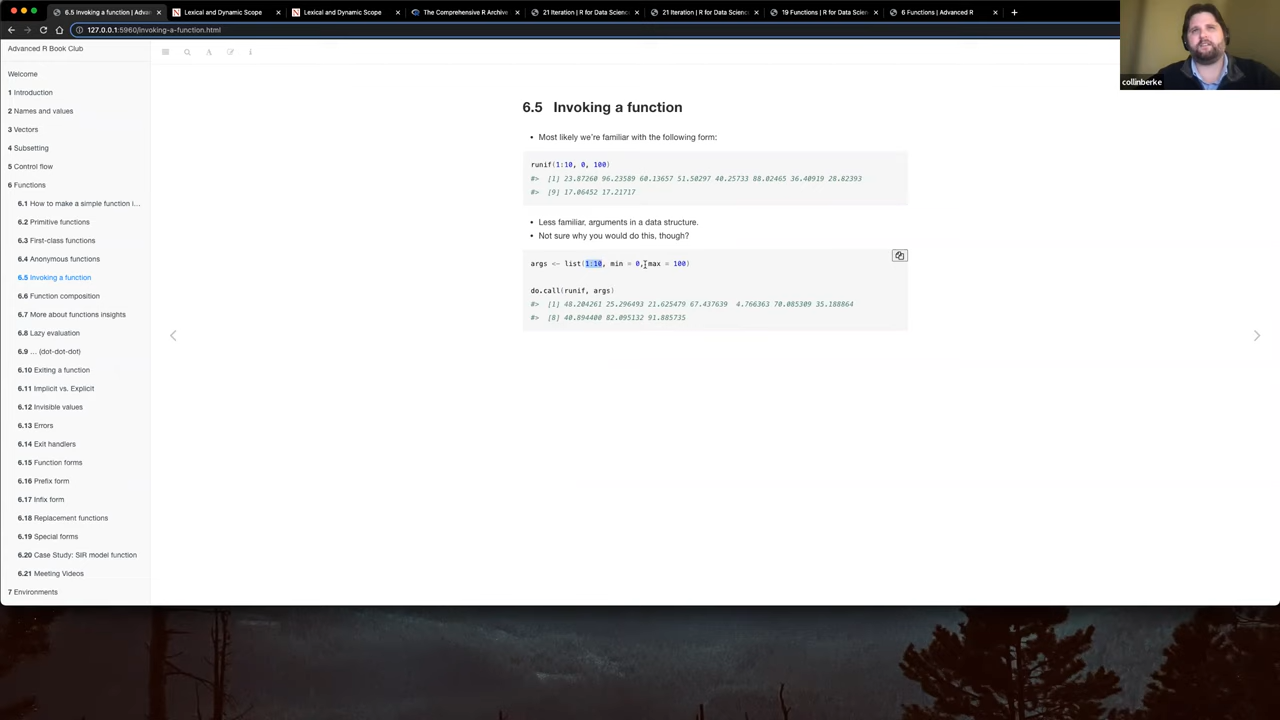 6.5 Invoking a function | Advan
Lexical and Dynamic Scope
Lexical and Dynamic Scope
The Comprehensive R Archive
21 Iteration | R for Data Scienc
21 Iteration | R for Data Scienc
19 Functions | R for Data Scien
6 Functions | Advanced R
127.0.0.1:5960/invoking-a-function.html
Advanced R Book Club
Welcome
1 Introduction
2 Names and values
3 Vectors
4 Subsetting
5 Control flow
6 Functions
6.1 How to make a simple function i...
6.2 Primitive functions
6.3 First-class functions
6.4 Anonymous functions
6.5 Invoking a function
6.6 Function composition
6.7 More about functions insights
6.8 Lazy evaluation
6.9 ... (dot-dot-dot)
6.10 Exiting a function
6.11 Implicit vs. Explicit
6.12 Invisible values
6.13 Errors
6.14 Exit handlers
6.15 Function forms
6.16 Prefix form
6.17 Infix form
6.18 Replacement functions
6.19 Special forms
6.20 Case Study: SIR model function
6.21 Meeting Videos
7 Environments
6.5 Invoking a function
• Most likely we're familiar with the following form:
runif(1:10, 0, 100)
#> [1] 23.87260 96.23589 60.13657 51.50297 40.25733 88.02465 36.40919 28.82393
#> [9] 17.06452 17.21717
• Less familiar, arguments in a data structure.
• Not sure why you would do this, though?
args <- list(1:10, min = 0, max = 100)
do.call(runif, args)
#> [1] 48.204261 25.296493 21.625479 67.437639 4.766363 70.085309 35.188864
#> [8] 40.894400 82.095132 91.885735
collinberke